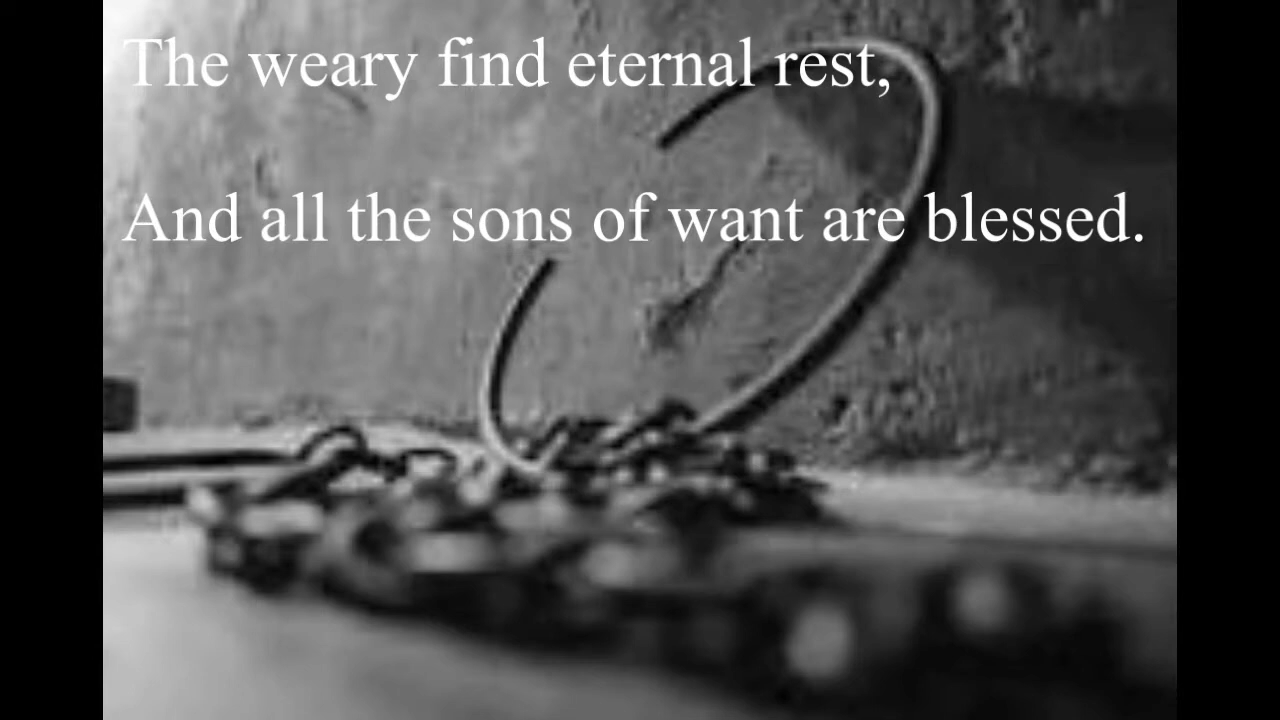 The weary find eternal rest,
And all the sons of want are blessed.